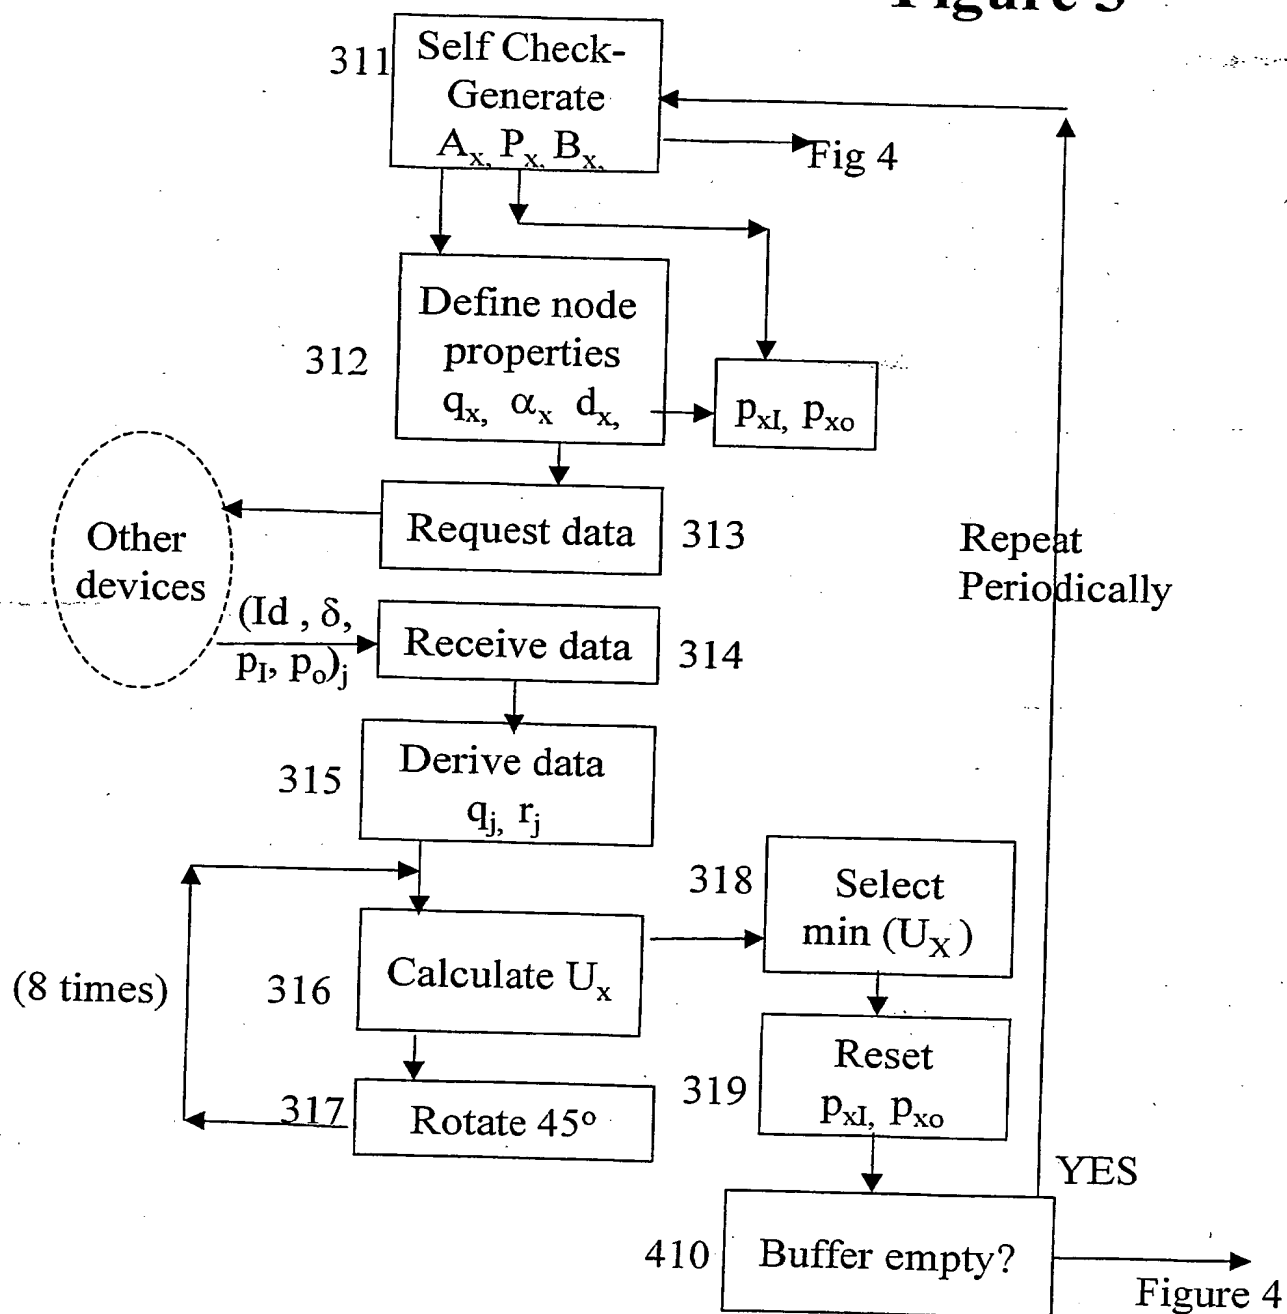 Figure 3
311
Self Check-
Generate
Ax, Px, Bx,
Fig 4
312
Define node
properties
qx, αx dx,
pxI, pxo
Other
devices
Request data
313
Repeat
Periodically
(Id , δ,
pI, po)j
Receive data
314
315
Derive data
qj, rj
318
Select
min (UX )
(8 times)
316
Calculate Ux
319
Reset
pxI, pxo
317
Rotate 45º
YES
410
Buffer empty?
Figure 4